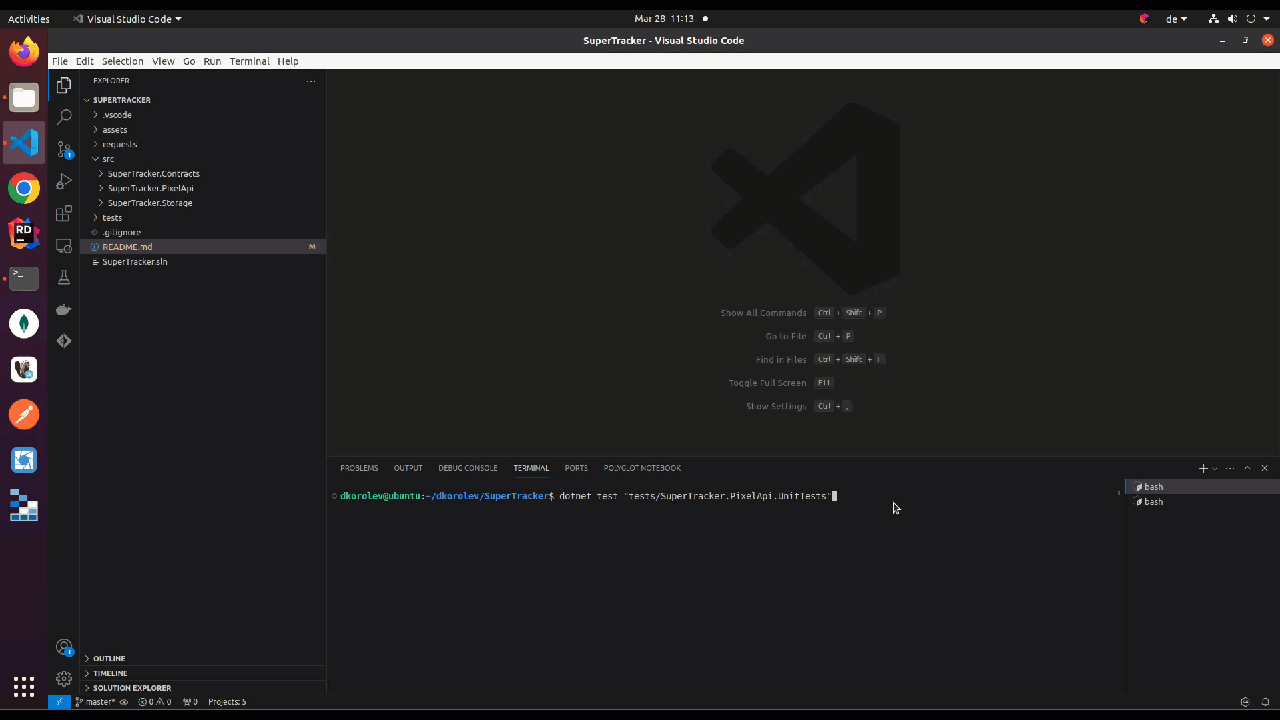 Activities
Visual Studio Code
Mar 28 11:13
de
SuperTracker - Visual Studio Code
File Edit Selection View Go Run Terminal Help
EXPLORER
SUPERTRACKER
.vscode
assets
requests
src
SuperTracker.Contracts
SuperTracker.PixelApi
SuperTracker.Storage
tests
.gitignore
README.md M
SuperTracker.sln
OUTLINE
TIMELINE
SOLUTION EXPLORER
Show All Commands Ctrl + Shift + P
Go to File Ctrl + P
Find in Files Ctrl + Shift + F
Toggle Full Screen F11
Show Settings Ctrl + ,
PROBLEMS OUTPUT DEBUG CONSOLE TERMINAL PORTS POLYGLOT NOTEBOOK
dkorolev@ubuntu:~/dkorolev/SuperTracker$ dotnet test "tests/SuperTracker.PixelApi.UnitTests"
bash
bash
RD
1
1
master* 0 0 0 Projects: 5